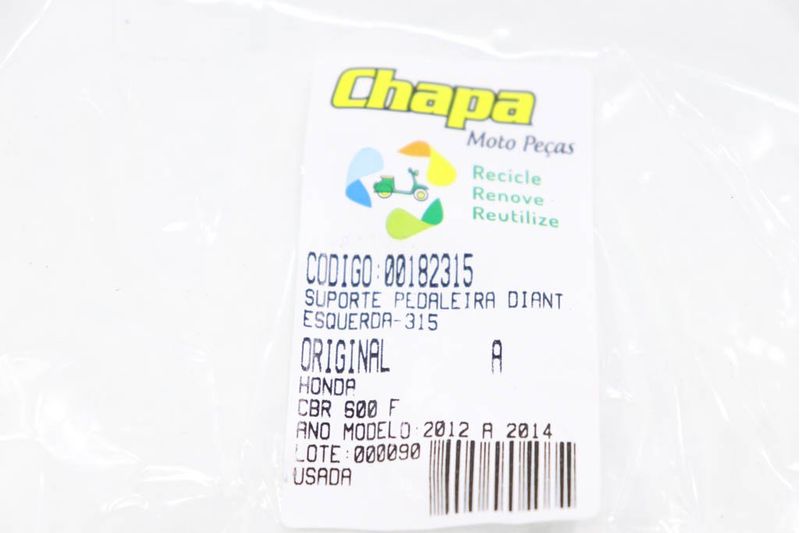 Chapa
Moto Peças
Recicle
Renove
Reutilize
CODIGO:00182315
SUPORTE PEDALEIRA DIANT
ESQUERDA-315
ORIGINAL A
HONDA
CBR 600 F
ANO MODELO:2012 A 2014
LOTE:000090
USADA